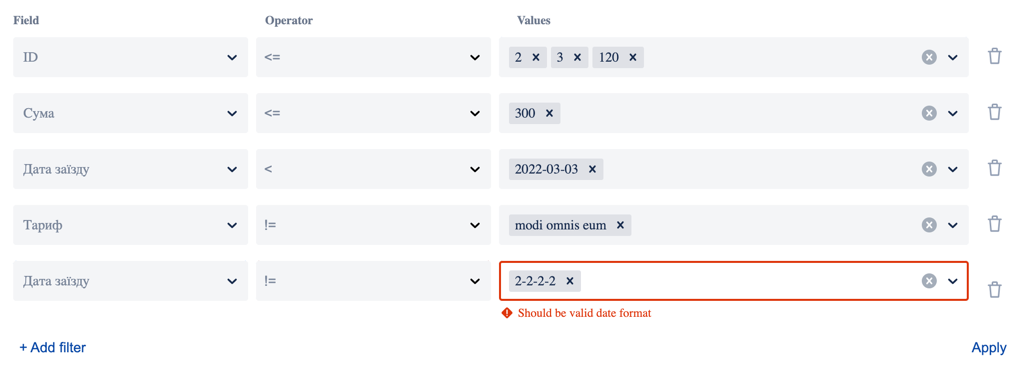 Field Operator Values
ID <= 2 3 120
Сума <= 300
Дата заїзду < 2022-03-03
Тариф != modi omnis eum
Дата заїзду != 2-2-2-2
Should be valid date format
+ Add filter Apply